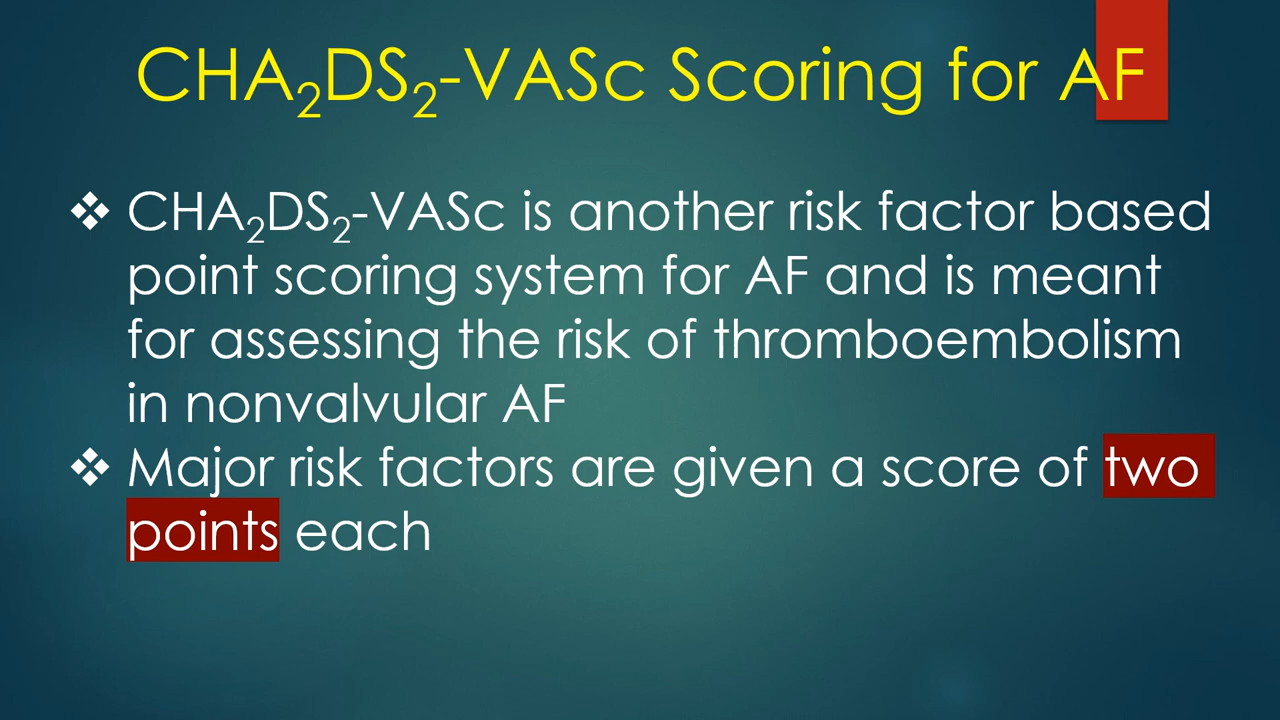 CHA₂DS₂-VASc Scoring for AF
❖ CHA₂DS₂-VASc is another risk factor based
point scoring system for AF and is meant
for assessing the risk of thromboembolism
in nonvalvular AF
❖ Major risk factors are given a score of two
points each